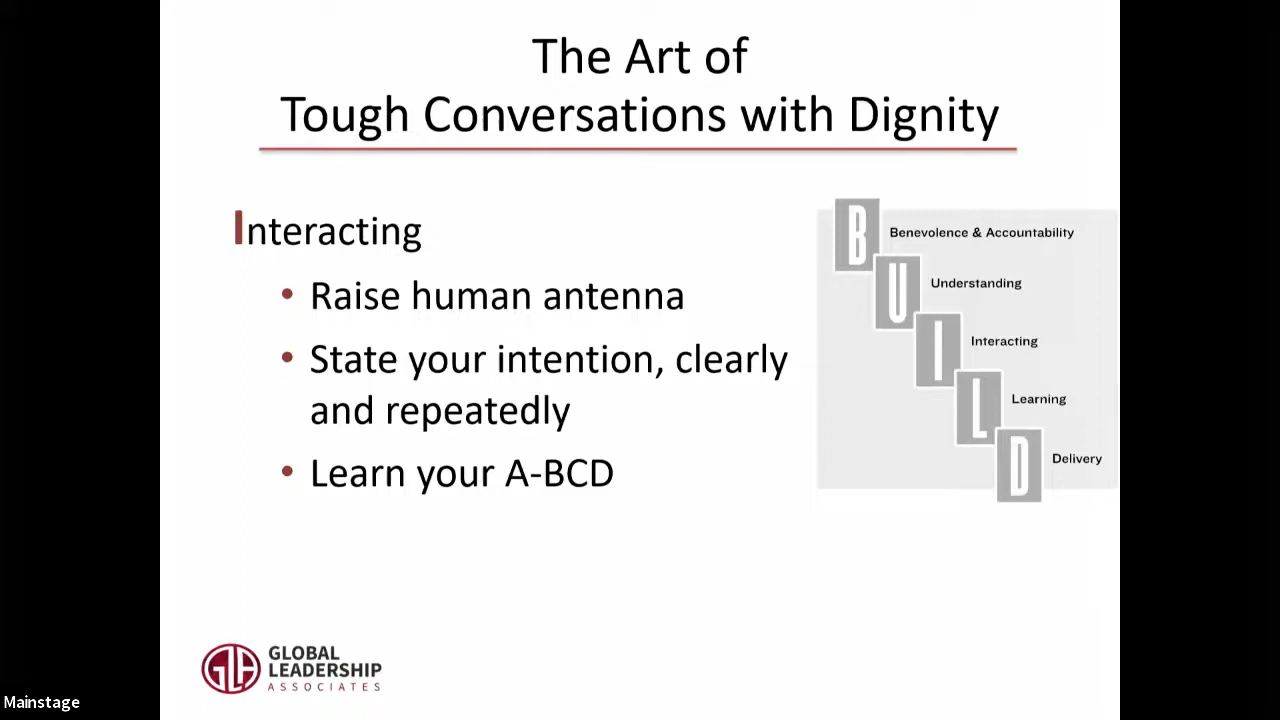 The Art of
Tough Conversations with Dignity
Interacting
• Raise human antenna
• State your intention, clearly
and repeatedly
• Learn your A-BCD
B Benevolence & Accountability
U Understanding
I Interacting
L Learning
D Delivery
GLA
GLOBAL
LEADERSHIP
ASSOCIATES
Mainstage